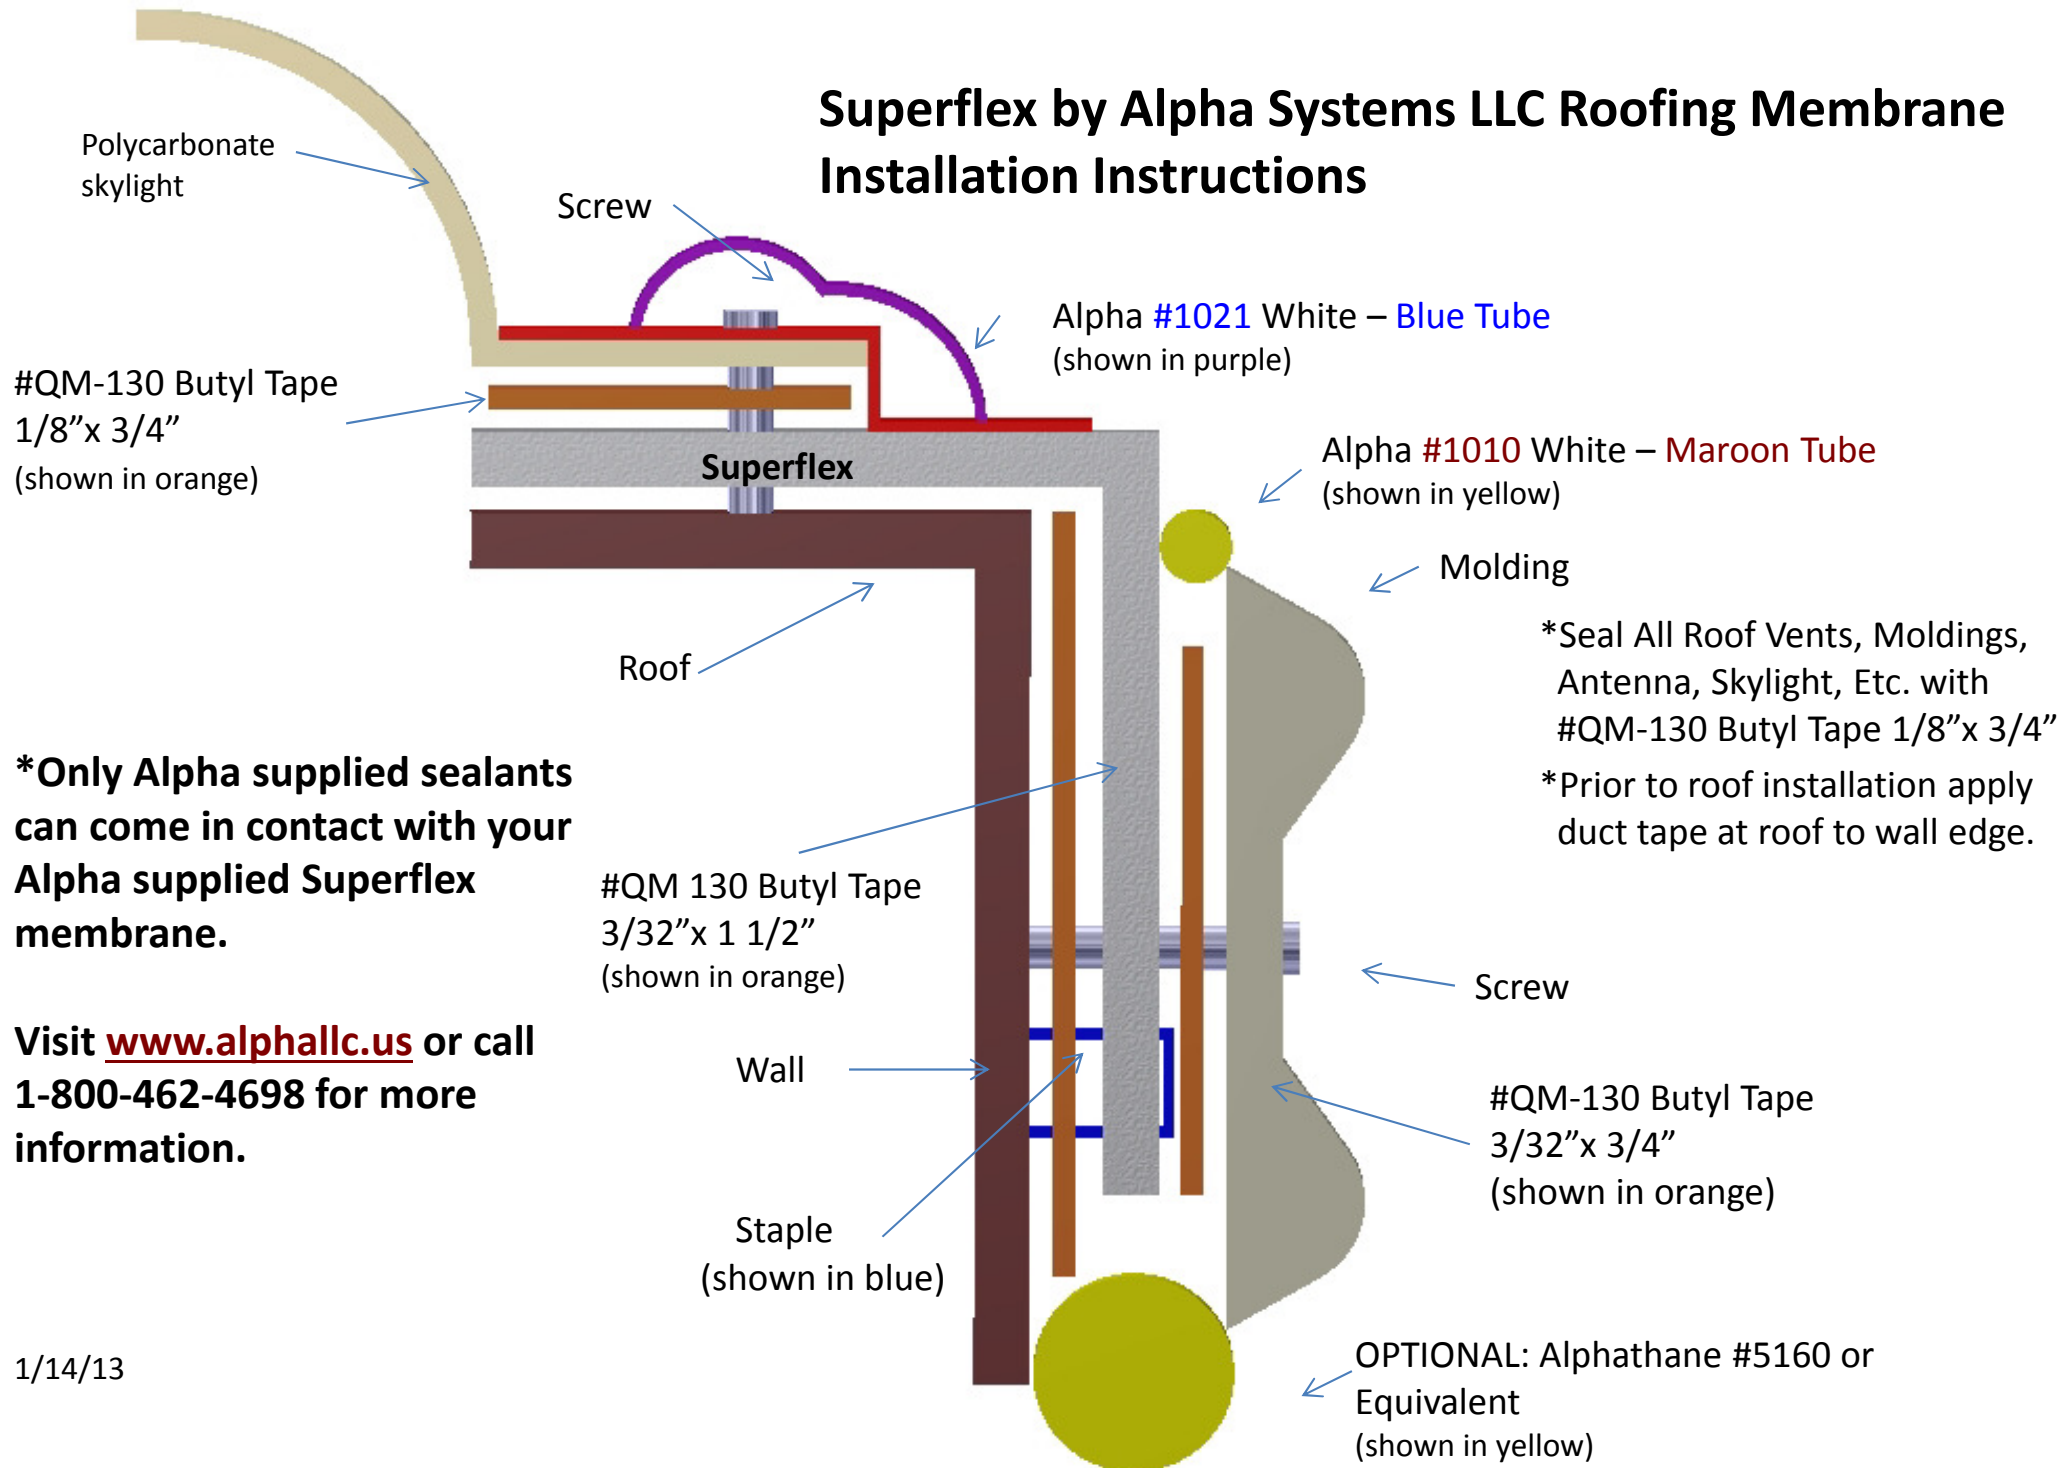 Superflex by Alpha Systems LLC Roofing Membrane
Installation Instructions
Polycarbonate
skylight
Screw
Alpha #1021 White – Blue Tube
(shown in purple)
#QM-130 Butyl Tape
1/8”x 3/4”
(shown in orange)
Superflex
Alpha #1010 White – Maroon Tube
(shown in yellow)
Molding
Roof
*Seal All Roof Vents, Moldings,
Antenna, Skylight, Etc. with
#QM-130 Butyl Tape 1/8”x 3/4”
*Prior to roof installation apply
duct tape at roof to wall edge.
*Only Alpha supplied sealants
can come in contact with your
Alpha supplied Superflex
membrane.
#QM 130 Butyl Tape
3/32”x 1 1/2”
(shown in orange)
Screw
Visit www.alphallc.us or call
1-800-462-4698 for more
information.
Wall
#QM-130 Butyl Tape
3/32”x 3/4”
(shown in orange)
Staple
(shown in blue)
OPTIONAL: Alphathane #5160 or
Equivalent
(shown in yellow)
1/14/13